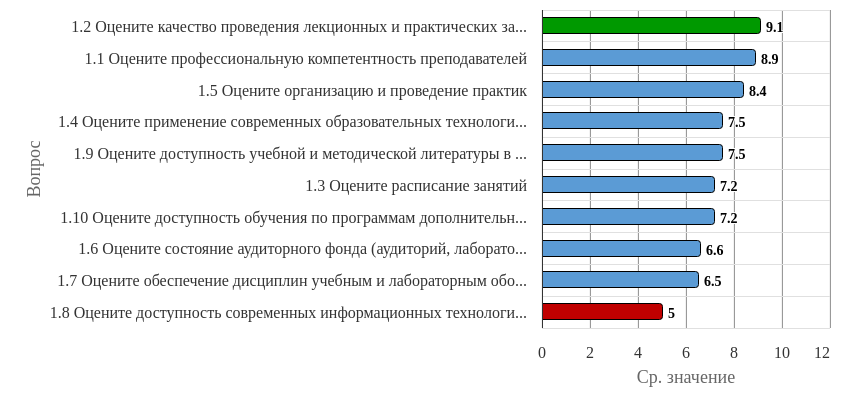 1.2 Оцените качество проведения лекционных и практических за... 9.1
1.1 Оцените профессиональную компетентность преподавателей 8.9
1.5 Оцените организацию и проведение практик 8.4
1.4 Оцените применение современных образовательных технологи... 7.5
1.9 Оцените доступность учебной и методической литературы в ... 7.5
1.3 Оцените расписание занятий 7.2
1.10 Оцените доступность обучения по программам дополнительн... 7.2
1.6 Оцените состояние аудиторного фонда (аудиторий, лаборато... 6.6
1.7 Оцените обеспечение дисциплин учебным и лабораторным обо... 6.5
1.8 Оцените доступность современных информационных технологи... 5
Вопрос
0 2 4 6 8 10 12
Ср. значение